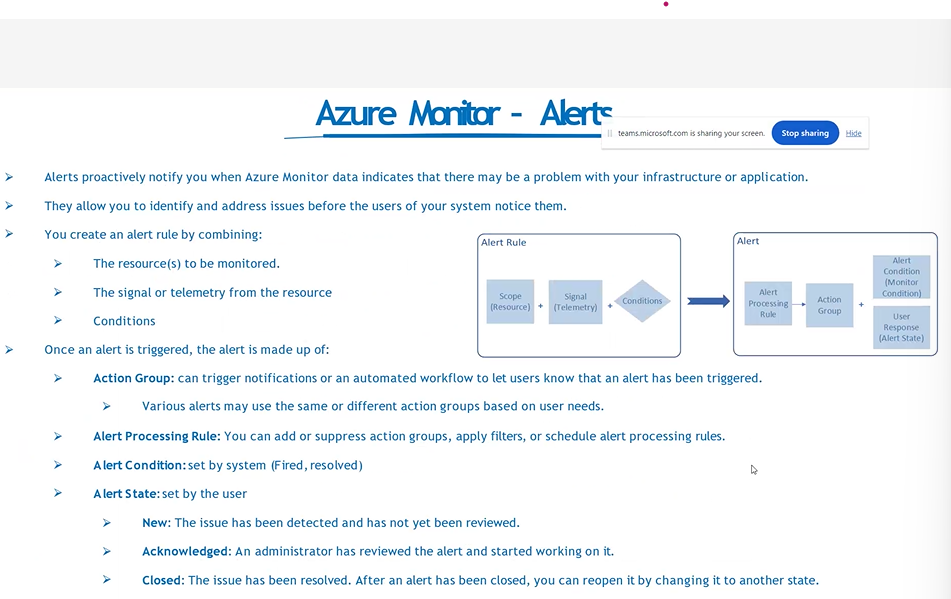 Azure Monitor - Alerts
teams.microsoft.com is sharing your screen. Stop sharing Hide
Alerts proactively notify you when Azure Monitor data indicates that there may be a problem with your infrastructure or application.
They allow you to identify and address issues before the users of your system notice them.
You create an alert rule by combining:
The resource(s) to be monitored.
The signal or telemetry from the resource
Conditions
Alert Rule
Scope
(Resource)
+
Signal
(Telemetry)
+
Conditions
Alert
Alert
Processing
Rule
Action
Group
+
Alert
Condition
(Monitor
Condition)
User
Response
(Alert State)
Once an alert is triggered, the alert is made up of:
Action Group: can trigger notifications or an automated workflow to let users know that an alert has been triggered.
Various alerts may use the same or different action groups based on user needs.
Alert Processing Rule: You can add or suppress action groups, apply filters, or schedule alert processing rules.
Alert Condition: set by system (Fired, resolved)
Alert State: set by the user
New: The issue has been detected and has not yet been reviewed.
Acknowledged: An administrator has reviewed the alert and started working on it.
Closed: The issue has been resolved. After an alert has been closed, you can reopen it by changing it to another state.